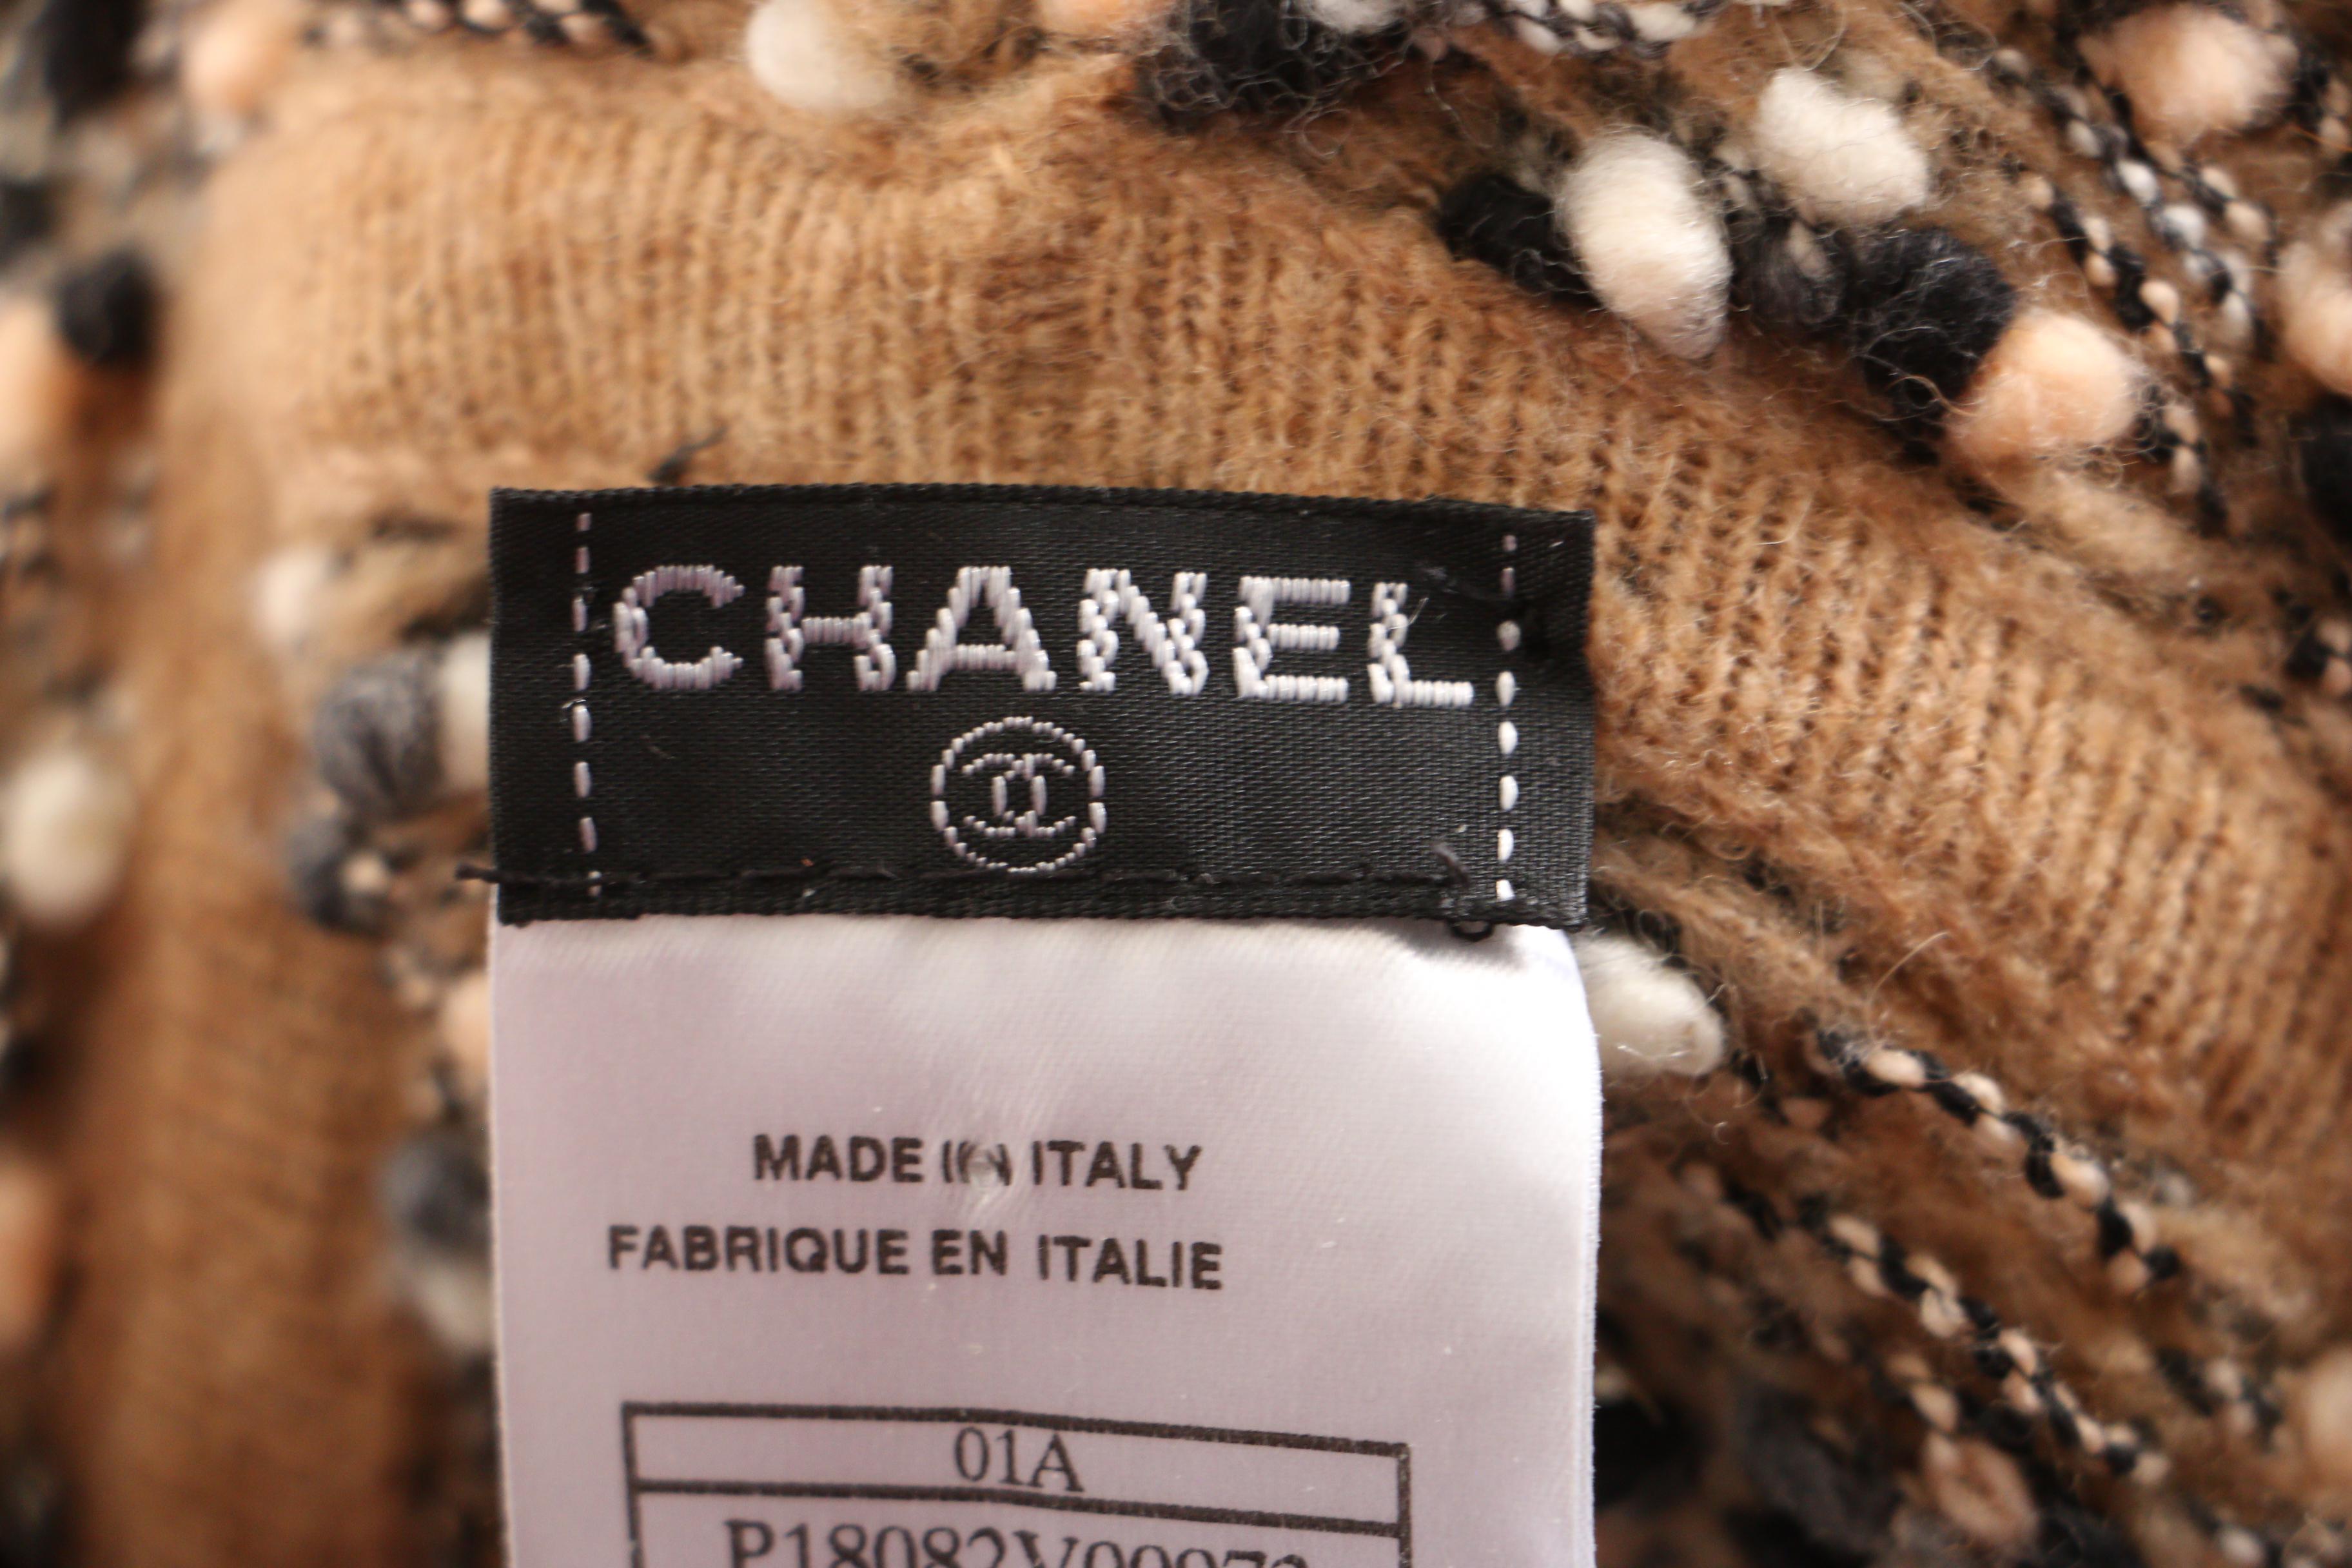 CHANEL
MADE IN ITALY
FABRIQUE EN ITALIE
01A